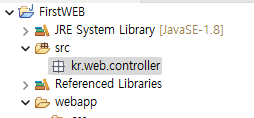 FirstWEB
JRE System Library [JavaSE-1.8]
src
kr.web.controller
Referenced Libraries
webapp